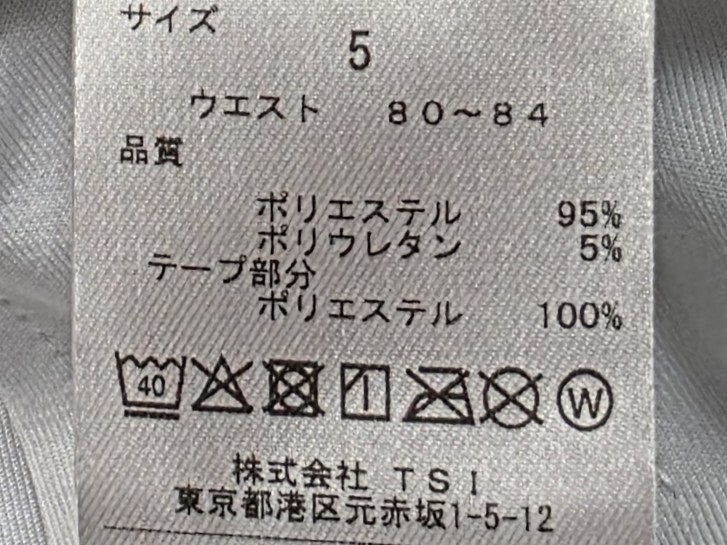 サイズ
5
ウエスト 80〜84
品質
ポリエステル 95%
ポリウレタン 5%
テープ部分
ポリエステル 100%
40 W
株式会社 TSI
東京都港区元赤坂1-5-12